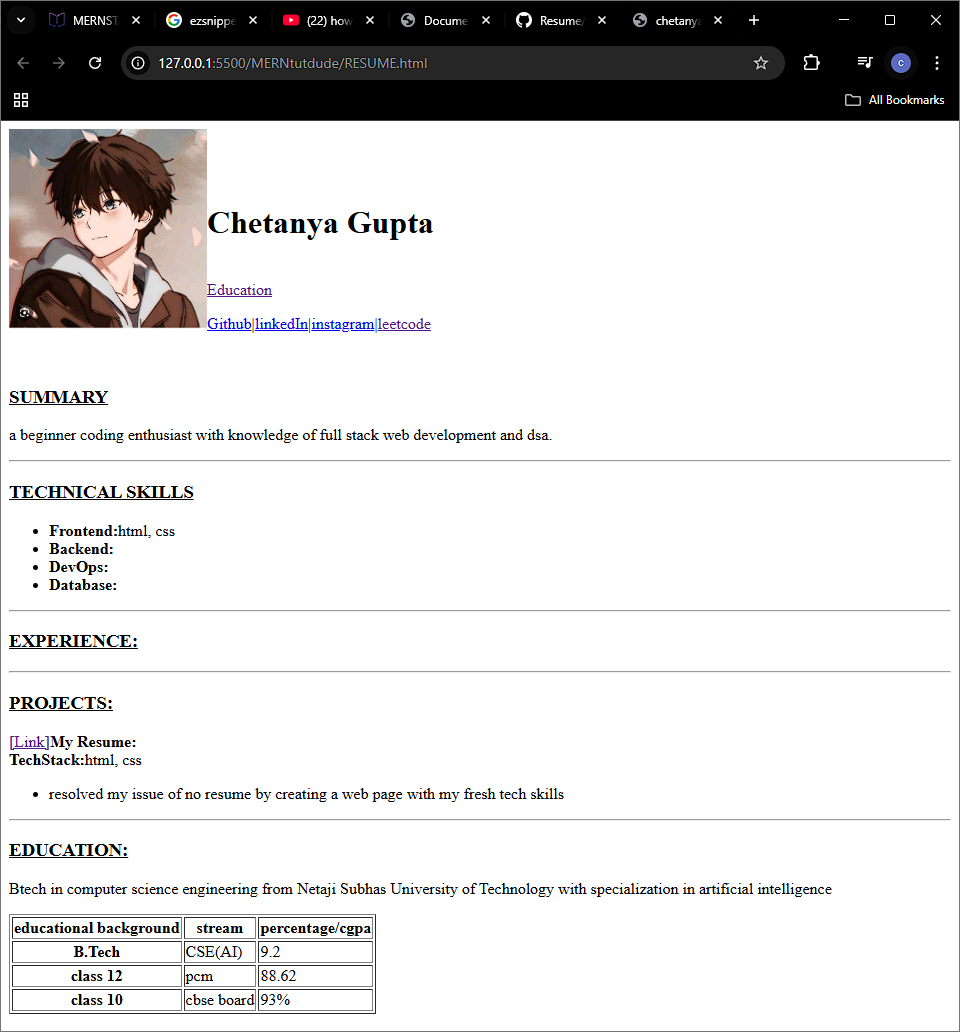 MERNST
ezsnippe
(22) how
Docume
Resume/
chetanya
127.0.0.1:5500/MERNtutdude/RESUME.html
c
All Bookmarks
Chetanya Gupta
Education
Github|linkedIn|instagram|leetcode
SUMMARY
a beginner coding enthusiast with knowledge of full stack web development and dsa.
TECHNICAL SKILLS
• Frontend:html, css
• Backend:
• DevOps:
• Database:
EXPERIENCE:
PROJECTS:
[Link]My Resume:
TechStack:html, css
• resolved my issue of no resume by creating a web page with my fresh tech skills
EDUCATION:
Btech in computer science engineering from Netaji Subhas University of Technology with specialization in artificial intelligence
educational background stream percentage/cgpa
B.Tech CSE(AI) 9.2
class 12 pcm 88.62
class 10 cbse board 93%